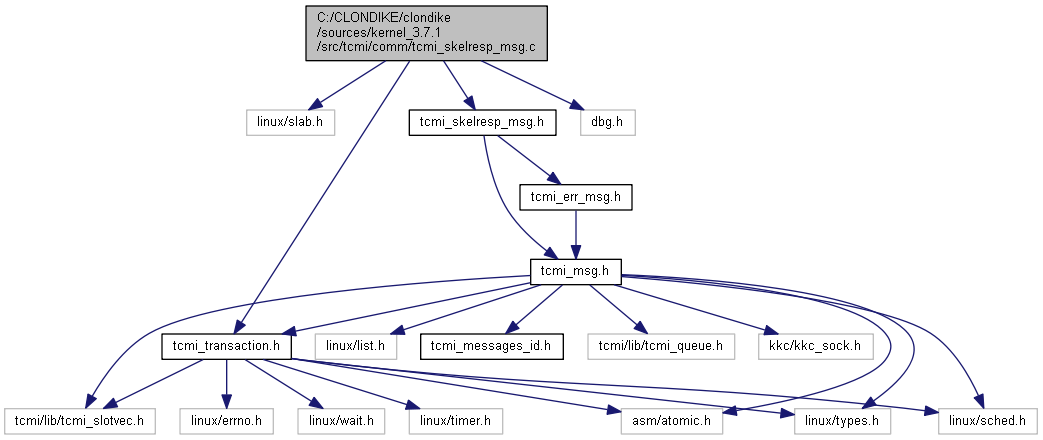 C:/CLONDIKE/clondike
/sources/kernel_3.7.1
/src/tcmi/comm/tcmi_skelresp_msg.c
linux/slab.h
tcmi_skelresp_msg.h
dbg.h
tcmi_err_msg.h
tcmi_msg.h
tcmi_transaction.h
linux/list.h
tcmi_messages_id.h
tcmi/lib/tcmi_queue.h
kkc/kkc_sock.h
tcmi/lib/tcmi_slotvec.h
linux/errno.h
linux/wait.h
linux/timer.h
asm/atomic.h
linux/types.h
linux/sched.h